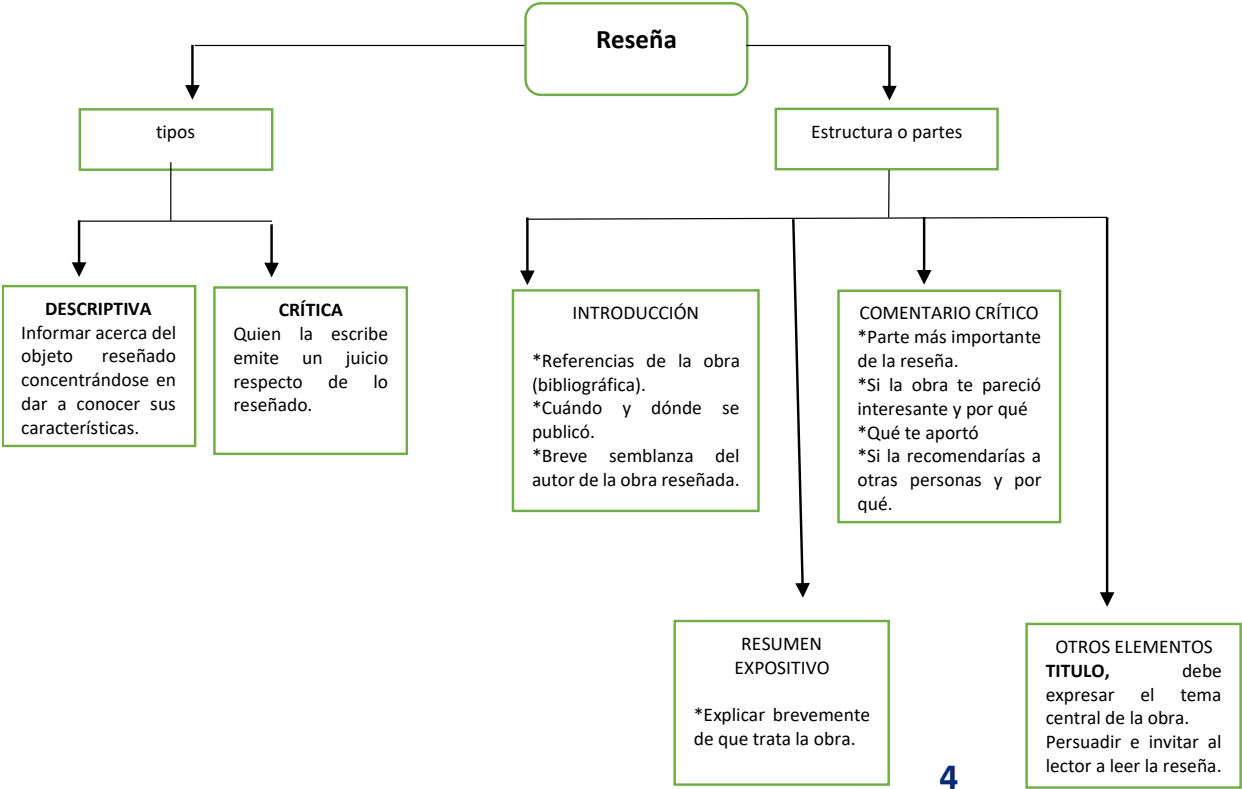 Reseña
tipos
Estructura o partes
DESCRIPTIVA
Informar acerca del
objeto reseñado
concentrándose en
dar a conocer sus
características.
CRÍTICA
Quien la escribe
emite un juicio
respecto de lo
reseñado.
INTRODUCCIÓN
*Referencias de la obra
(bibliográfica).
*Cuándo y dónde se
publicó.
*Breve semblanza del
autor de la obra reseñada.
COMENTARIO CRÍTICO
*Parte más importante
de la reseña.
*Si la obra te pareció
interesante y por qué
*Qué te aportó
*Si la recomendarías a
otras personas y por
qué.
RESUMEN
EXPOSITIVO
*Explicar brevemente
de que trata la obra.
OTROS ELEMENTOS
TITULO, debe
expresar el tema
central de la obra.
Persuadir e invitar al
lector a leer la reseña.
4